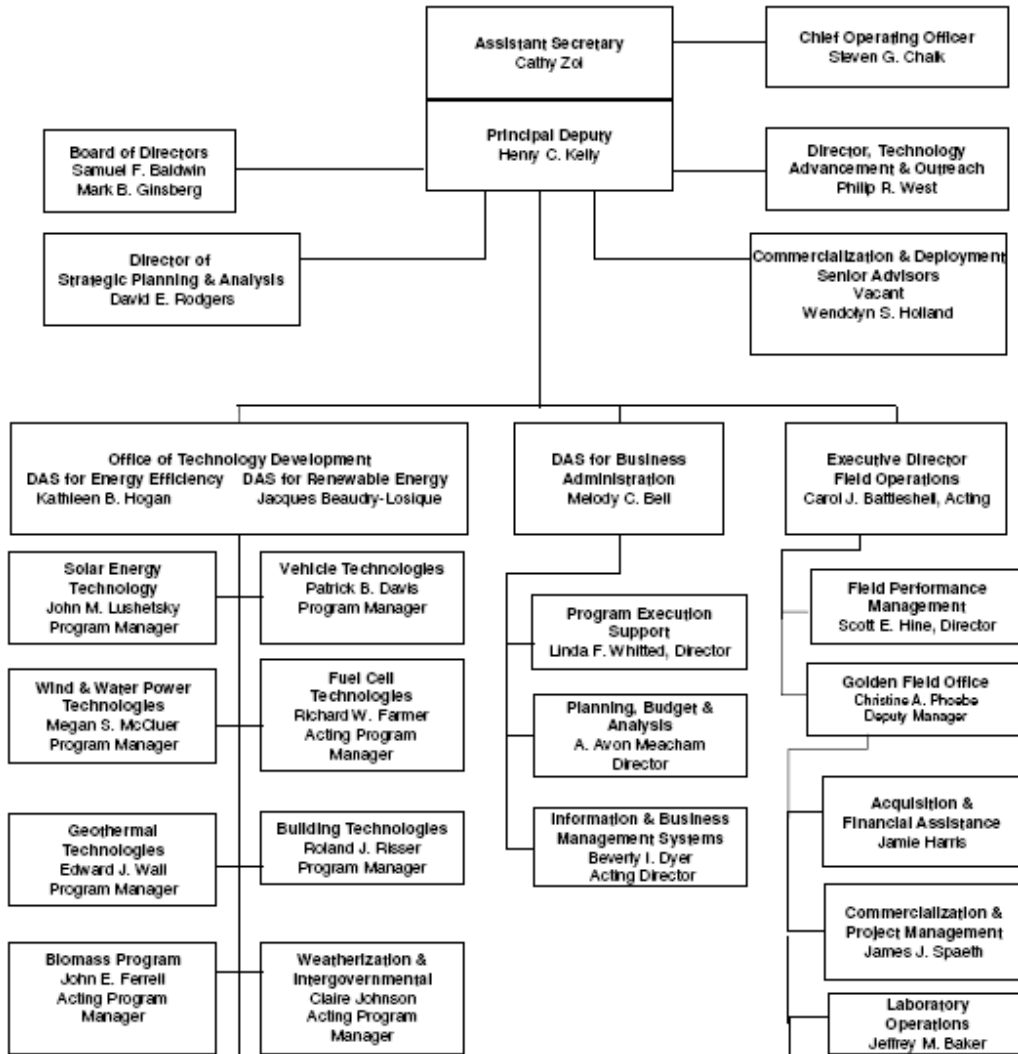 Assistant Secretary
Cathy Zoi
Chief Operating Officer
Steven G. Chalk
Principal Deputy
Henry C. Kelly
Board of Directors
Samuel F. Baldwin
Mark B. Ginsberg
Director, Technology
Advancement & Outreach
Philip R. West
Director of
Strategic Planning & Analysis
David E. Rodgers
Commercialization & Deployment
Senior Advisors
Vacant
Wendolyn S. Holland
Office of Technology Development
DAS for Energy Efficiency DAS for Renewable Energy
Kathleen B. Hogan Jacques Beaudry-Losique
DAS for Business
Administration
Melody C. Bell
Executive Director
Field Operations
Carol J. Battleshell, Acting
Solar Energy
Technology
John M. Lushetsky
Program Manager
Vehicle Technologies
Patrick B. Davis
Program Manager
Wind & Water Power
Technologies
Megan S. McCluer
Program Manager
Fuel Cell
Technologies
Richard W. Farmer
Acting Program
Manager
Geothermal
Technologies
Edward J. Wall
Program Manager
Building Technologies
Roland J. Risser
Program Manager
Biomass Program
John E. Ferrell
Acting Program
Manager
Weatherization &
Intergovernmental
Claire Johnson
Acting Program
Manager
Program Execution
Support
Linda F. Whitted, Director
Planning, Budget &
Analysis
A. Avon Meacham
Director
Information & Business
Management Systems
Beverly I. Dyer
Acting Director
Field Performance
Management
Scott E. Hine, Director
Golden Field Office
Christine A. Phoebe
Deputy Manager
Acquisition &
Financial Assistance
Jamie Harris
Commercialization &
Project Management
James J. Spaeth
Laboratory
Operations
Jeffrey M. Baker